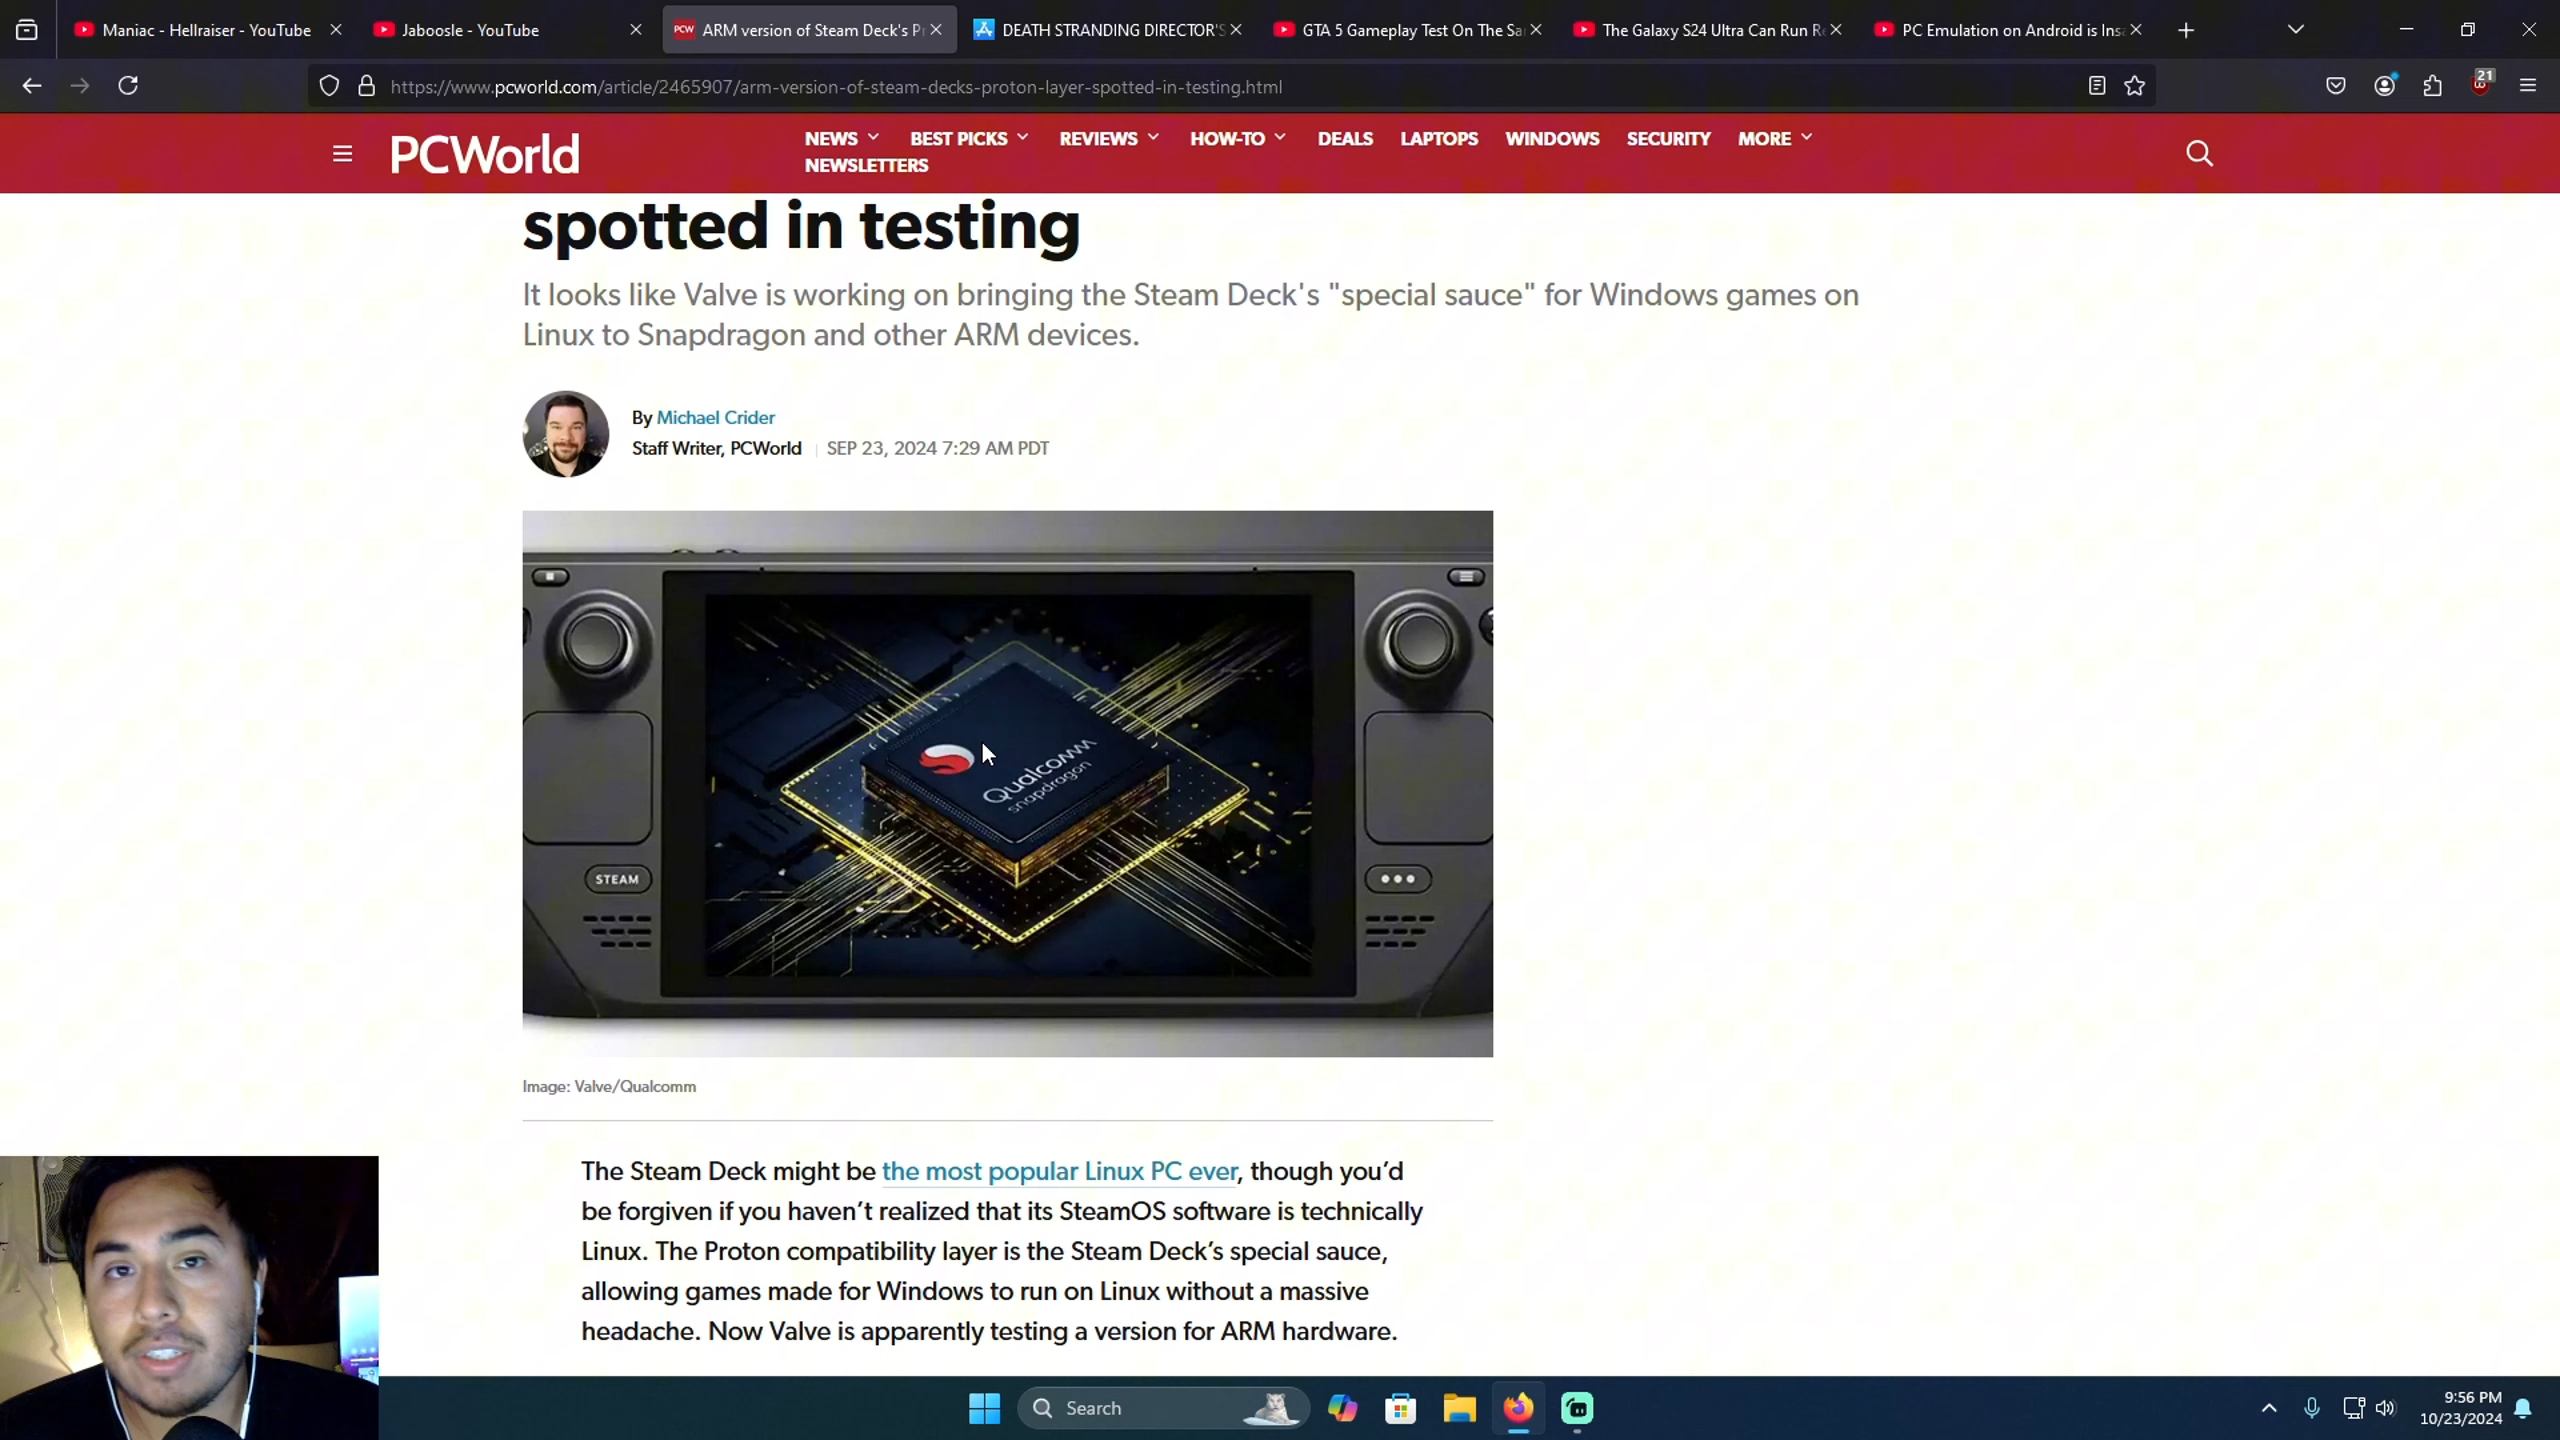 Maniac - Hellraiser - YouTube
Jaboosle - YouTube
PCW ARM version of Steam Deck's Pr
DEATH STRANDING DIRECTOR'S
GTA 5 Gameplay Test On The Sa
The Galaxy S24 Ultra Can Run Re
PC Emulation on Android is Insa
https://www.pcworld.com/article/2465907/arm-version-of-steam-decks-proton-layer-spotted-in-testing.html
21
PCWorld
NEWS
BEST PICKS
REVIEWS
HOW-TO
DEALS
LAPTOPS
WINDOWS
SECURITY
MORE
NEWSLETTERS
spotted in testing
It looks like Valve is working on bringing the Steam Deck's "special sauce" for Windows games on
Linux to Snapdragon and other ARM devices.
By Michael Crider
Staff Writer, PCWorld | SEP 23, 2024 7:29 AM PDT
Qualcomm
snapdragon
STEAM
Image: Valve/Qualcomm
The Steam Deck might be the most popular Linux PC ever, though you’d
be forgiven if you haven’t realized that its SteamOS software is technically
Linux. The Proton compatibility layer is the Steam Deck’s special sauce,
allowing games made for Windows to run on Linux without a massive
headache. Now Valve is apparently testing a version for ARM hardware.
Search
9:56 PM
10/23/2024